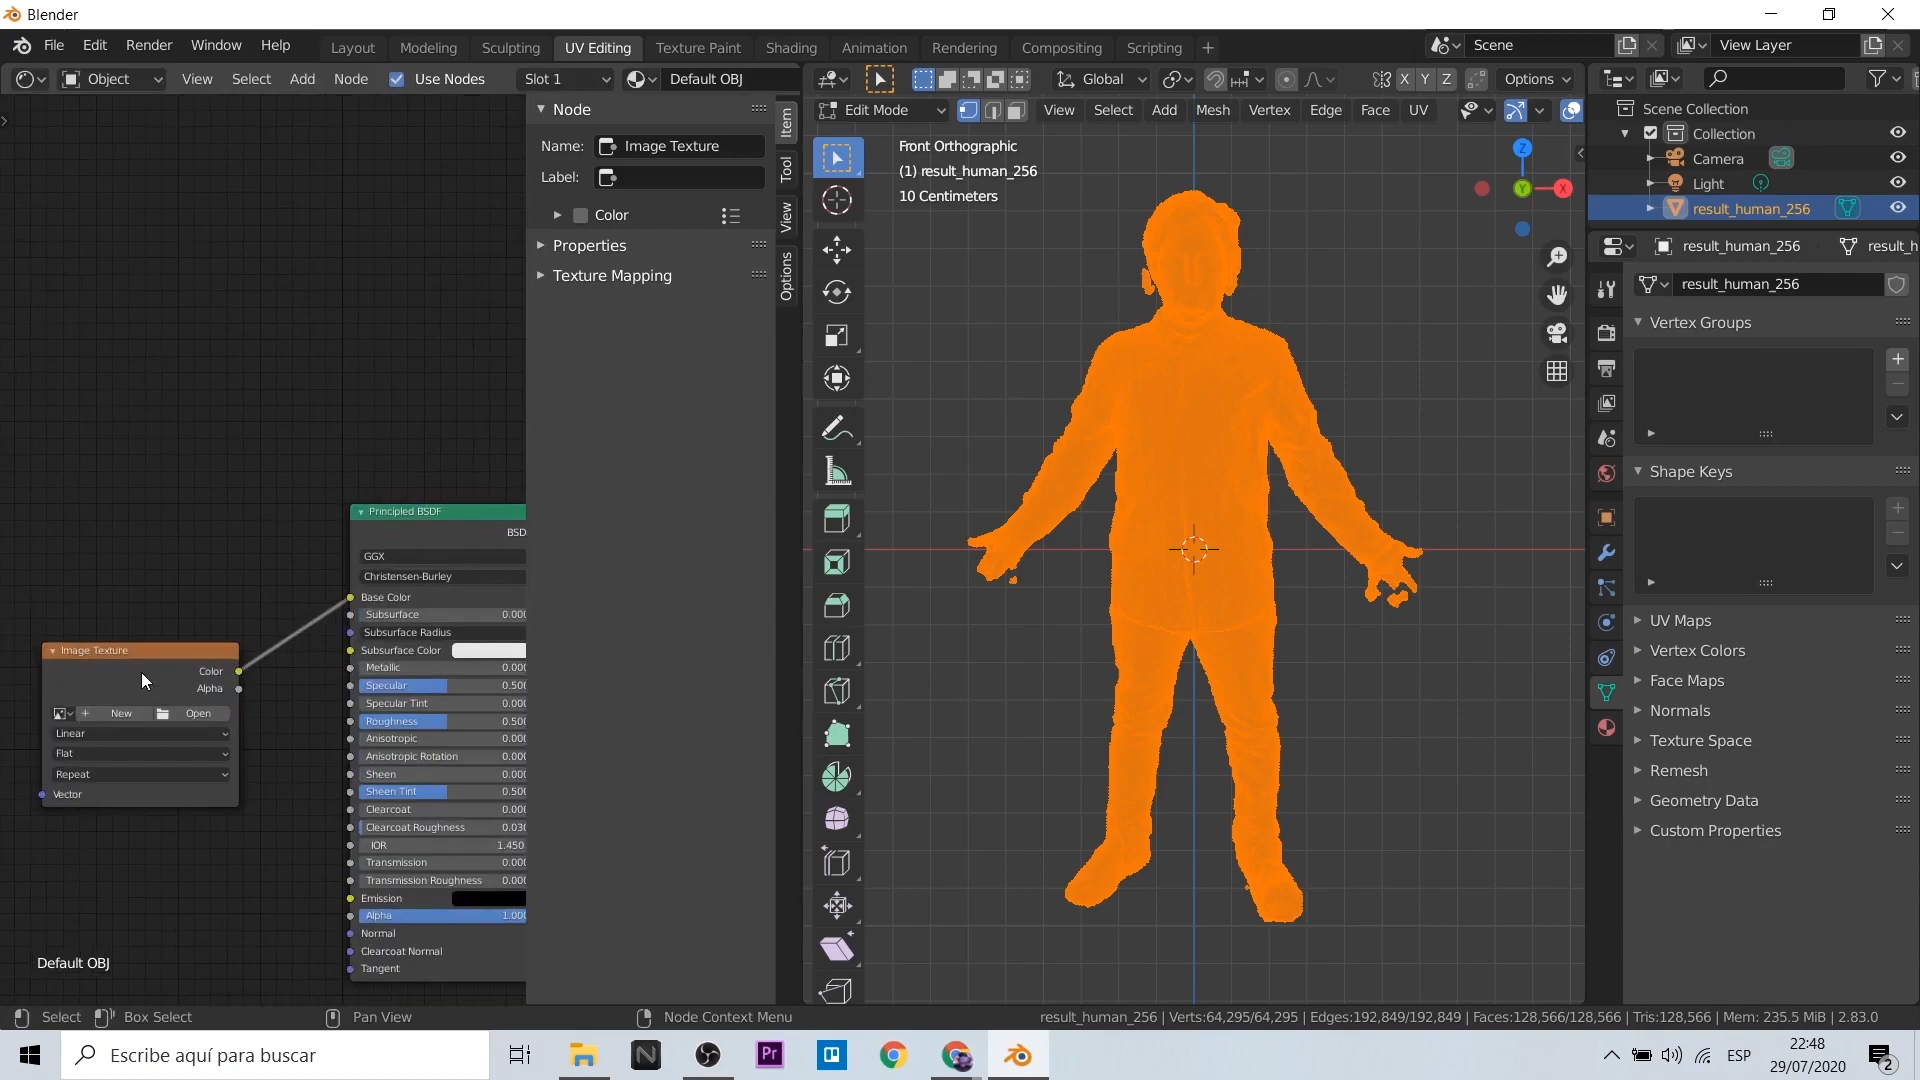 Blender
File Edit Render Window Help
Layout Modeling Sculpting UV Editing Texture Paint Shading Animation Rendering Compositing Scripting +
Scene
View Layer
Object View Select Add Node Use Nodes Slot 1 Default OBJ
Global
X Y Z
Options
Edit Mode View Select Add Mesh Vertex Edge Face UV
Node
Name: Image Texture
Label:
Color
Properties
Texture Mapping
Item
Tool
View
Options
Front Orthographic
(1) result_human_256
10 Centimeters
Z
Y
X
Scene Collection
Collection
Camera
Light
result_human_256
result_human_256 result_h
result_human_256
Vertex Groups
Shape Keys
UV Maps
Vertex Colors
Face Maps
Normals
Texture Space
Remesh
Geometry Data
Custom Properties
Image Texture
Color
Alpha
New Open
Linear
Flat
Repeat
Vector
Principled BSDF
BSD
GGX
Christensen-Burley
Base Color
Subsurface 0.000
Subsurface Radius
Subsurface Color
Metallic 0.000
Specular 0.500
Specular Tint 0.000
Roughness 0.500
Anisotropic 0.000
Anisotropic Rotation 0.000
Sheen 0.000
Sheen Tint 0.500
Clearcoat 0.000
Clearcoat Roughness 0.030
IOR 1.450
Transmission 0.000
Transmission Roughness 0.000
Emission
Alpha 1.000
Normal
Clearcoat Normal
Tangent
Default OBJ
Select Box Select Pan View Node Context Menu
result_human_256 | Verts:64,295/64,295 | Edges:192,849/192,849 | Faces:128,566/128,566 | Tris:128,566 | Mem: 235.5 MiB | 2.83.0
Escribe aquí para buscar
N
Pr
ESP
22:48
29/07/2020
2